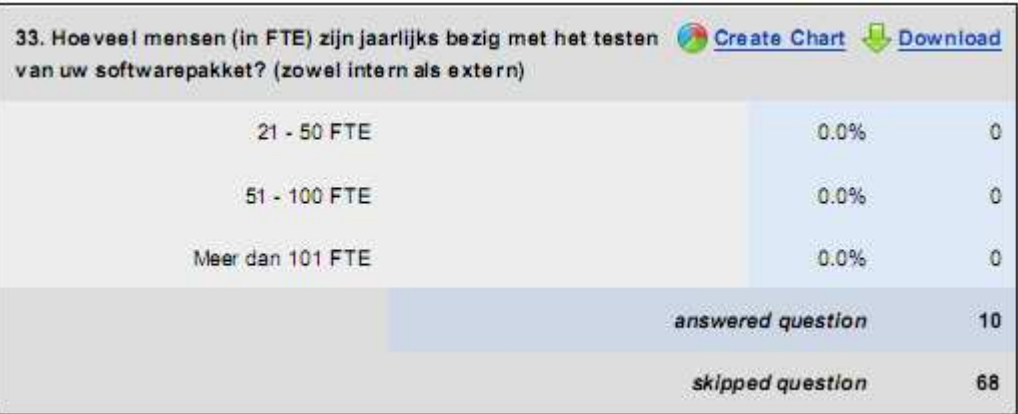 33. Hoeveel mensen (in FTE) zijn jaarlijks bezig met het testen Create Chart Download
van uw softwarepakket? (zowel intern als extern)
21 - 50 FTE 0.0% 0
51 - 100 FTE 0.0% 0
Meer dan 101 FTE 0.0% 0
answered question 10
skipped question 68